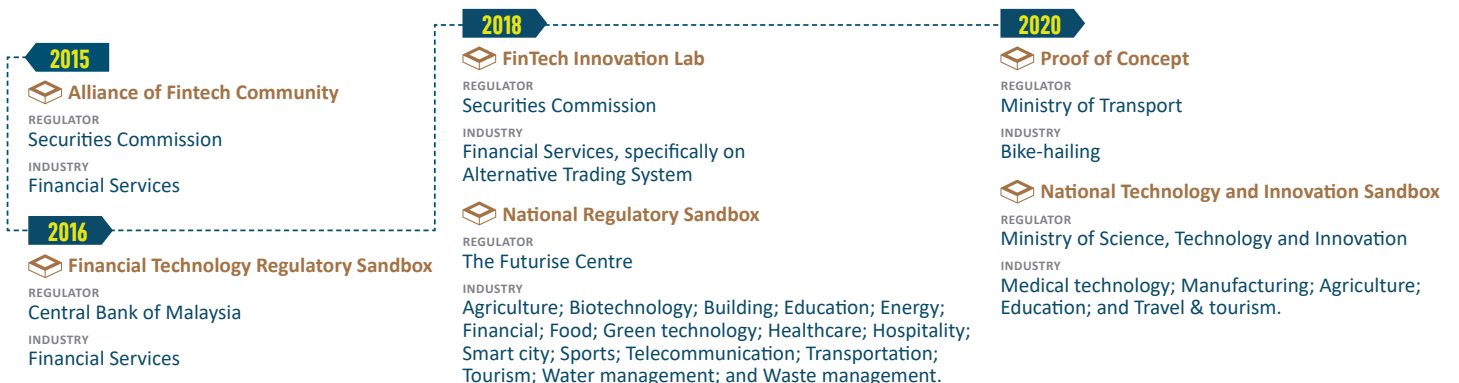 2015
Alliance of Fintech Community
REGULATOR
Securities Commission
INDUSTRY
Financial Services
2016
Financial Technology Regulatory Sandbox
REGULATOR
Central Bank of Malaysia
INDUSTRY
Financial Services
2018
FinTech Innovation Lab
REGULATOR
Securities Commission
INDUSTRY
Financial Services, specifically on
Alternative Trading System
National Regulatory Sandbox
REGULATOR
The Futurise Centre
INDUSTRY
Agriculture; Biotechnology; Building; Education; Energy;
Financial; Food; Green technology; Healthcare; Hospitality;
Smart city; Sports; Telecommunication; Transportation;
Tourism; Water management; and Waste management.
2020
Proof of Concept
REGULATOR
Ministry of Transport
INDUSTRY
Bike-hailing
National Technology and Innovation Sandbox
REGULATOR
Ministry of Science, Technology and Innovation
INDUSTRY
Medical technology; Manufacturing; Agriculture;
Education; and Travel & tourism.